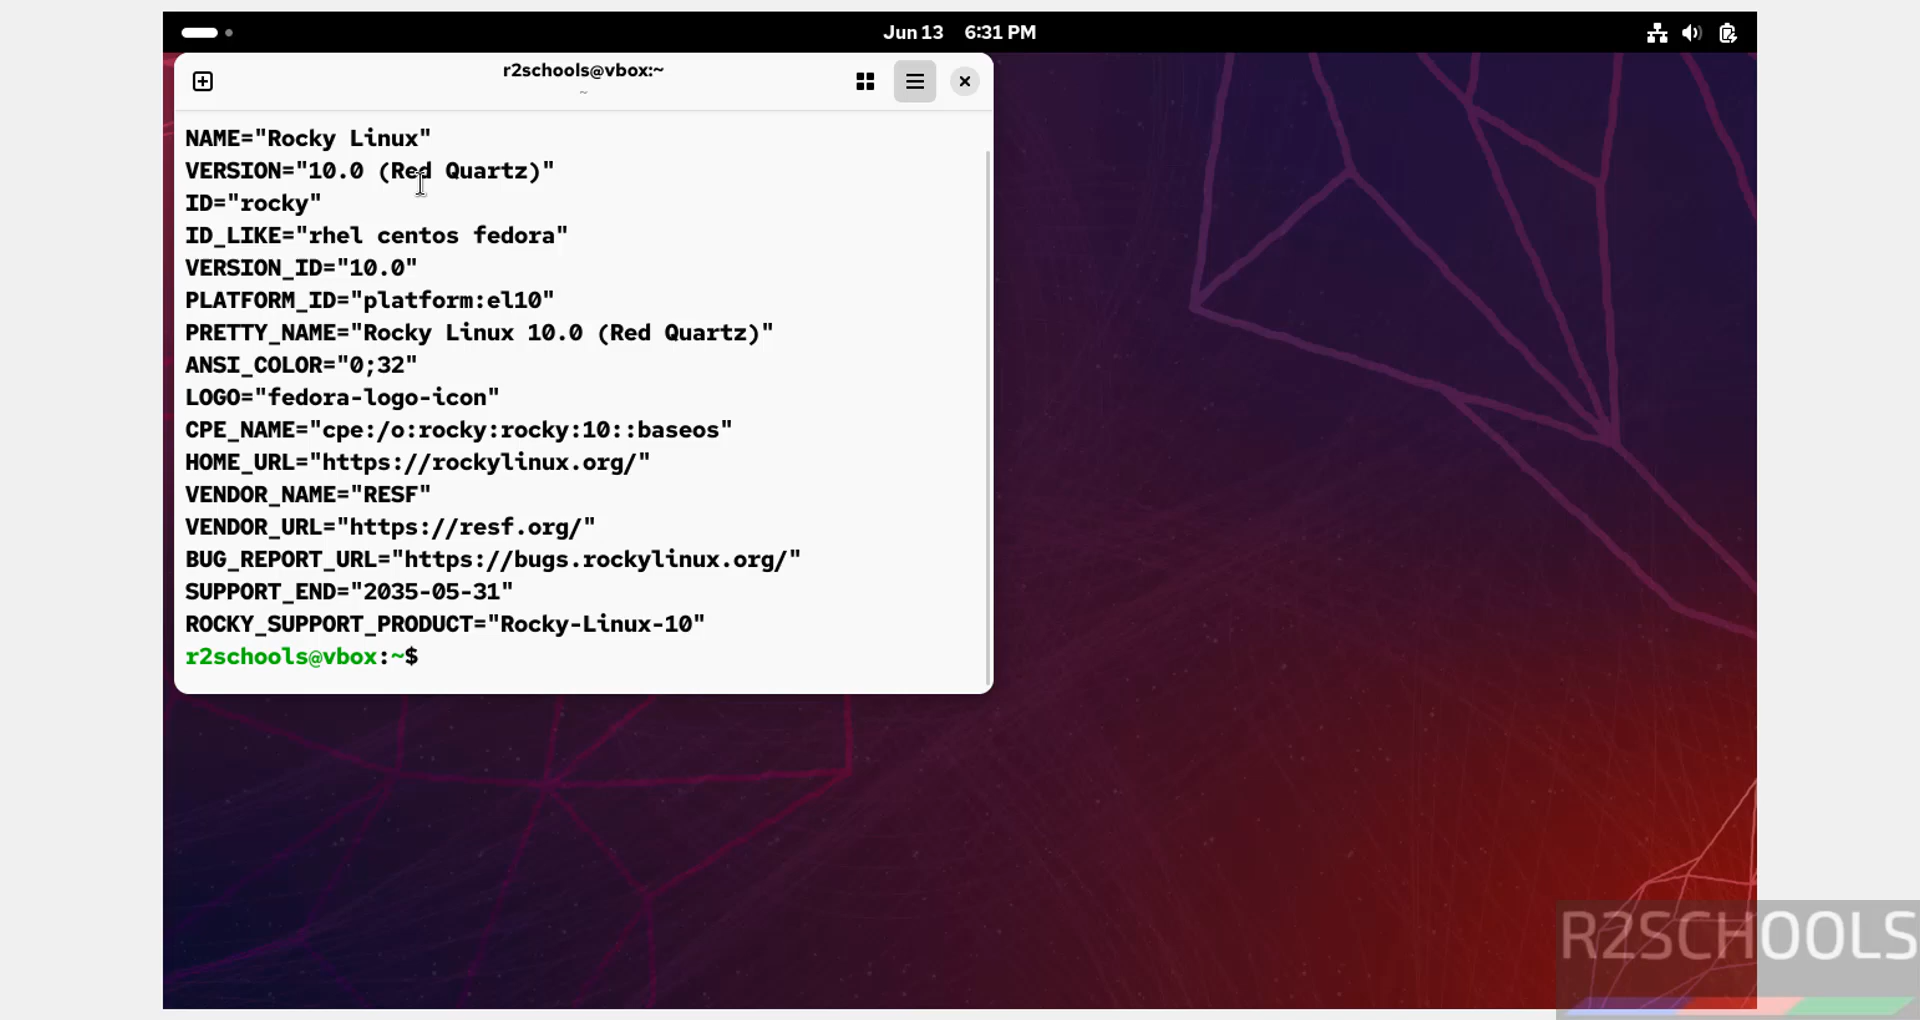 Jun 13 6:31 PM
r2schools@vbox:~
~
NAME="Rocky Linux"
VERSION="10.0 (Red Quartz)"
ID="rocky"
ID_LIKE="rhel centos fedora"
VERSION_ID="10.0"
PLATFORM_ID="platform:el10"
PRETTY_NAME="Rocky Linux 10.0 (Red Quartz)"
ANSI_COLOR="0;32"
LOGO="fedora-logo-icon"
CPE_NAME="cpe:/o:rocky:rocky:10::baseos"
HOME_URL="https://rockylinux.org/"
VENDOR_NAME="RESF"
VENDOR_URL="https://resf.org/"
BUG_REPORT_URL="https://bugs.rockylinux.org/"
SUPPORT_END="2035-05-31"
ROCKY_SUPPORT_PRODUCT="Rocky-Linux-10"
r2schools@vbox:~$
R2SCHOOLS